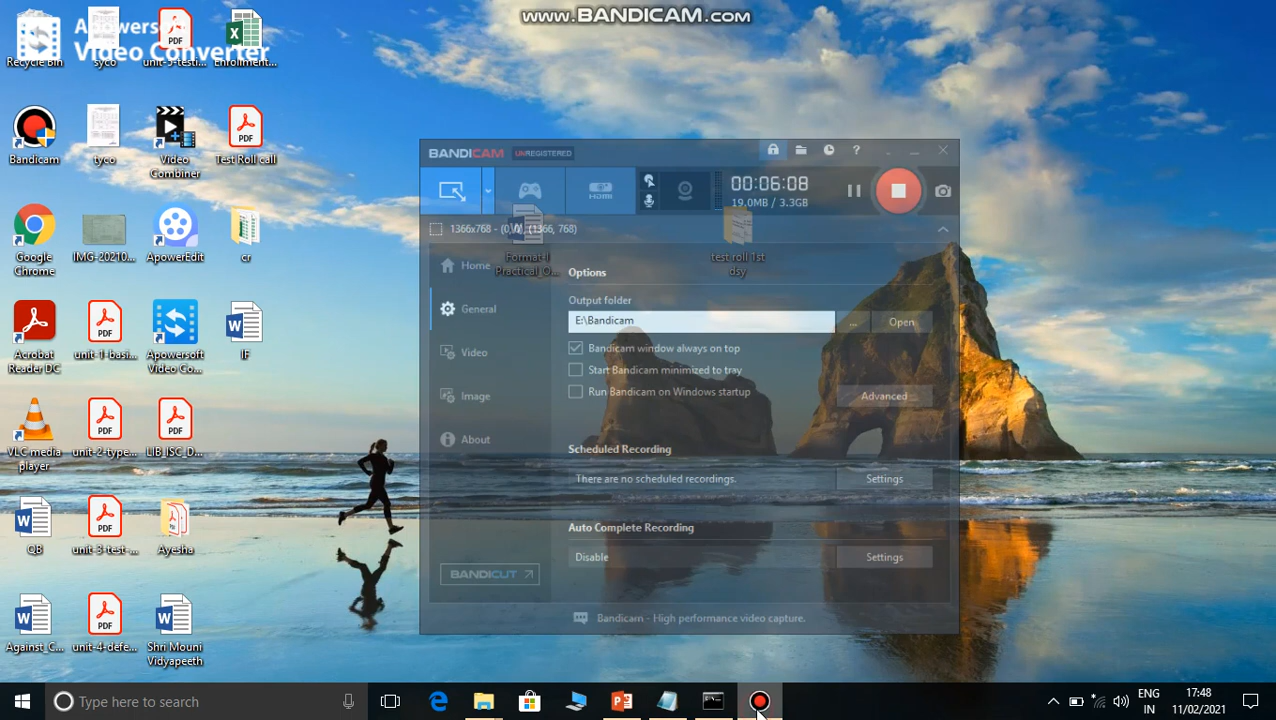 www.BANDICAM.com
Apowersoft
Video Converter
Recycle Bin
syco
unit-5-testi...
Enrollment...
Bandicam
tyco
Video
Combiner
Test Roll call
Google
Chrome
IMG-20210...
ApowerEdit
cr
Acrobat
Reader DC
unit-1-basi...
Apowersoft
Video Co...
IF
VLC media
player
unit-2-type...
LIB_ISC_D...
QB
unit-3-test-...
Ayesha
Against_C...
unit-4-defe...
Shri Mouni
Vidyapeeth
Format-I
Practical_O...
test roll 1st
dsy
BANDICAM UNREGISTERED
HDMI
00:06:08
19.0MB / 3.3GB
1366x768 - (0, 0), (1366, 768)
Home
General
Video
Image
About
BANDICUT
Options
Output folder
E:\Bandicam
...
Open
Bandicam window always on top
Start Bandicam minimized to tray
Run Bandicam on Windows startup
Advanced
Scheduled Recording
There are no scheduled recordings.
Settings
Auto Complete Recording
Disable
Settings
Bandicam - High performance video capture.
Type here to search
ENG
IN
17:48
11/02/2021